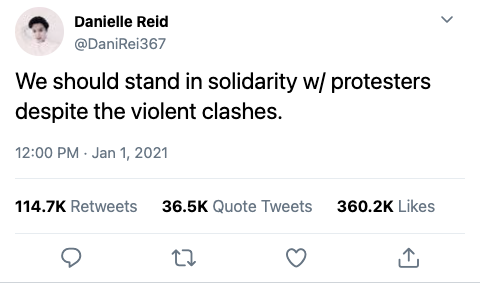 Danielle Reid
@DaniRei367
We should stand in solidarity w/ protesters
despite the violent clashes.
12:00 PM · Jan 1, 2021
114.7K Retweets 36.5K Quote Tweets 360.2K Likes